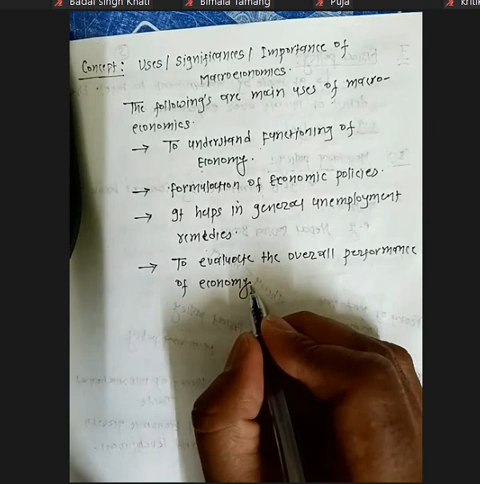 Badal singh Khati
Bimala Tamang
Puja
kritik
Concept: Uses/Significances/Importance of
Macroeconomics.
The following's are main uses of macro-
economics.
→ To understand functioning of
Economy.
→ formulation of Economic policies.
→ It helps in general unemployment
remedies.
→ To evaluate the overall performance
of economy.